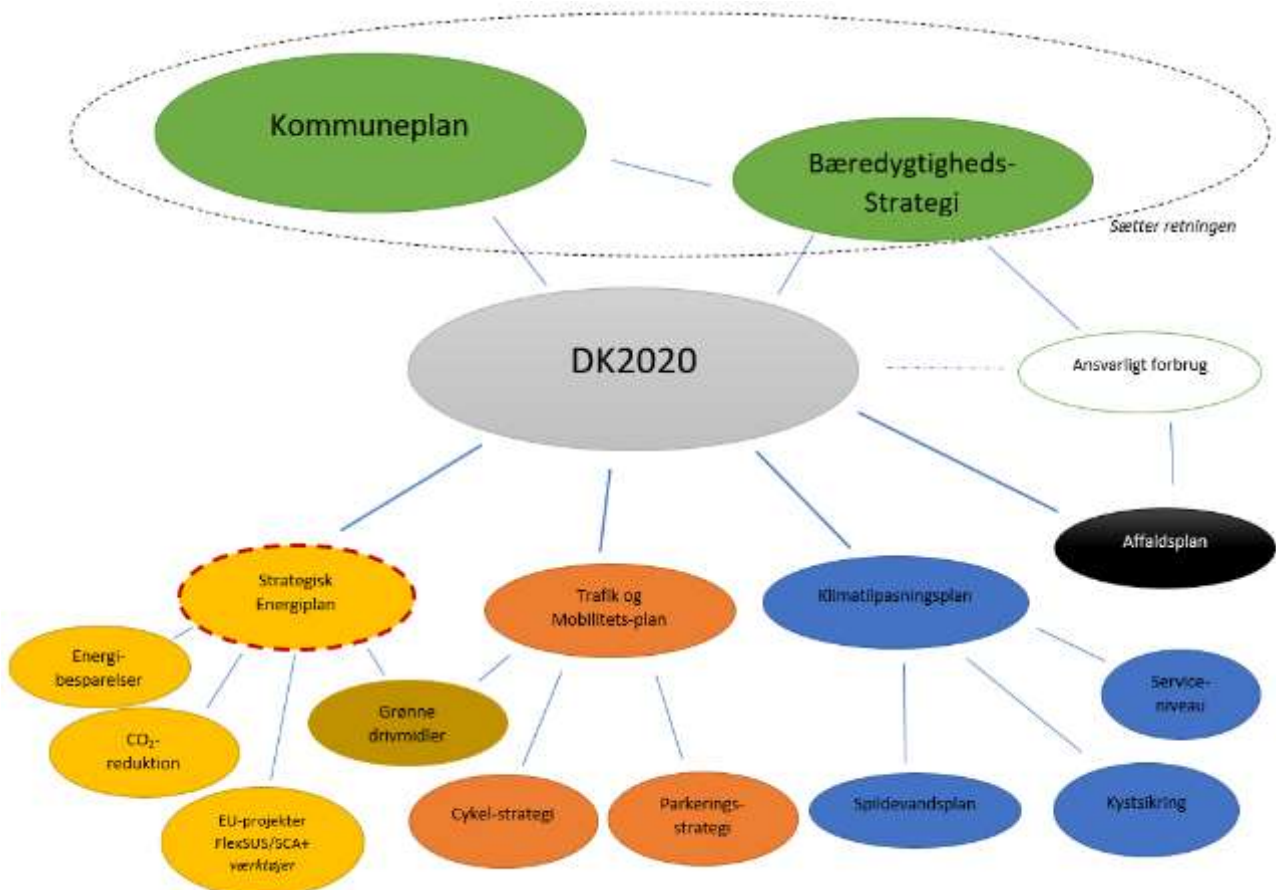 Kommuneplan
Bæredygtigheds-
Strategi
Sætter retningen
DK2020
Ansvarligt forbrug
Affaldsplan
Strategisk
Energiplan
Trafik og
Mobilitets-plan
Klimatilpasningsplan
Energi-
besparelser
Grønne
drivmidler
Service-
niveau
CO₂-
reduktion
Cykel-strategi
Parkerings-
strategi
Spildevandsplan
Kystsikring
EU-projekter
FlexSUS/SCA+
værktøjer